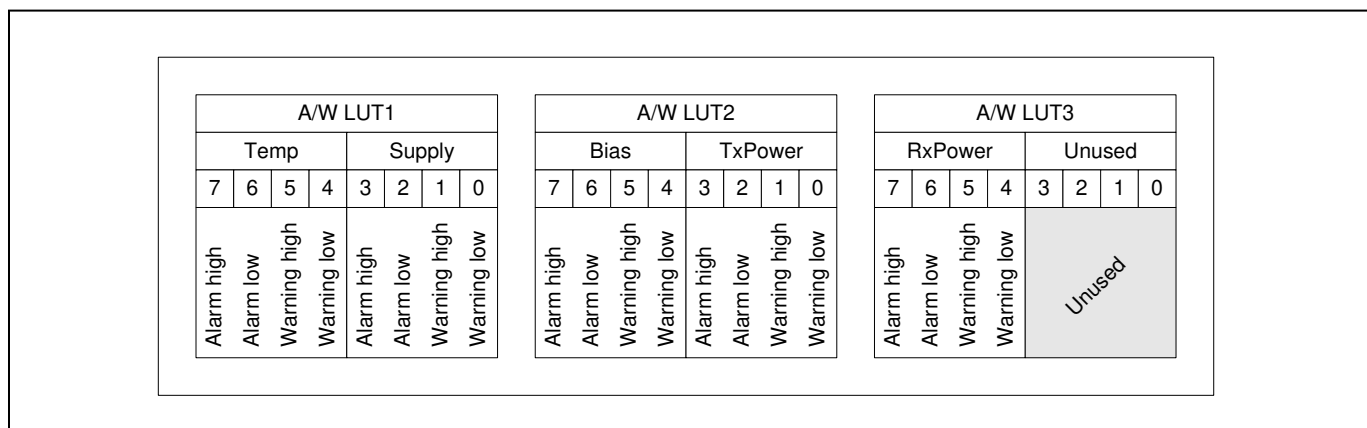 A/W LUT1
Temp Supply
7 6 5 4 3 2 1 0
Alarm high
Alarm low
Warning high
Warning low
Alarm high
Alarm low
Warning high
Warning low
A/W LUT2
Bias TxPower
7 6 5 4 3 2 1 0
Alarm high
Alarm low
Warning high
Warning low
Alarm high
Alarm low
Warning high
Warning low
A/W LUT3
RxPower Unused
7 6 5 4 3 2 1 0
Alarm high
Alarm low
Warning high
Warning low
Unused